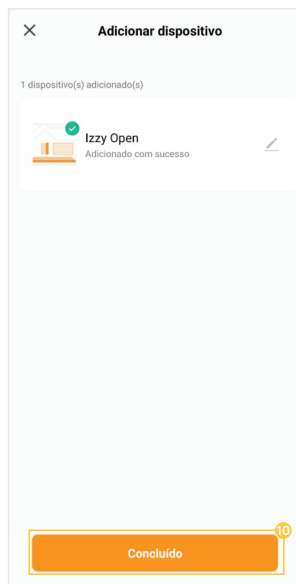 Adicionar dispositivo
1 dispositivo(s) adicionado(s)
Izzy Open
Adicionado com sucesso
10
Concluído